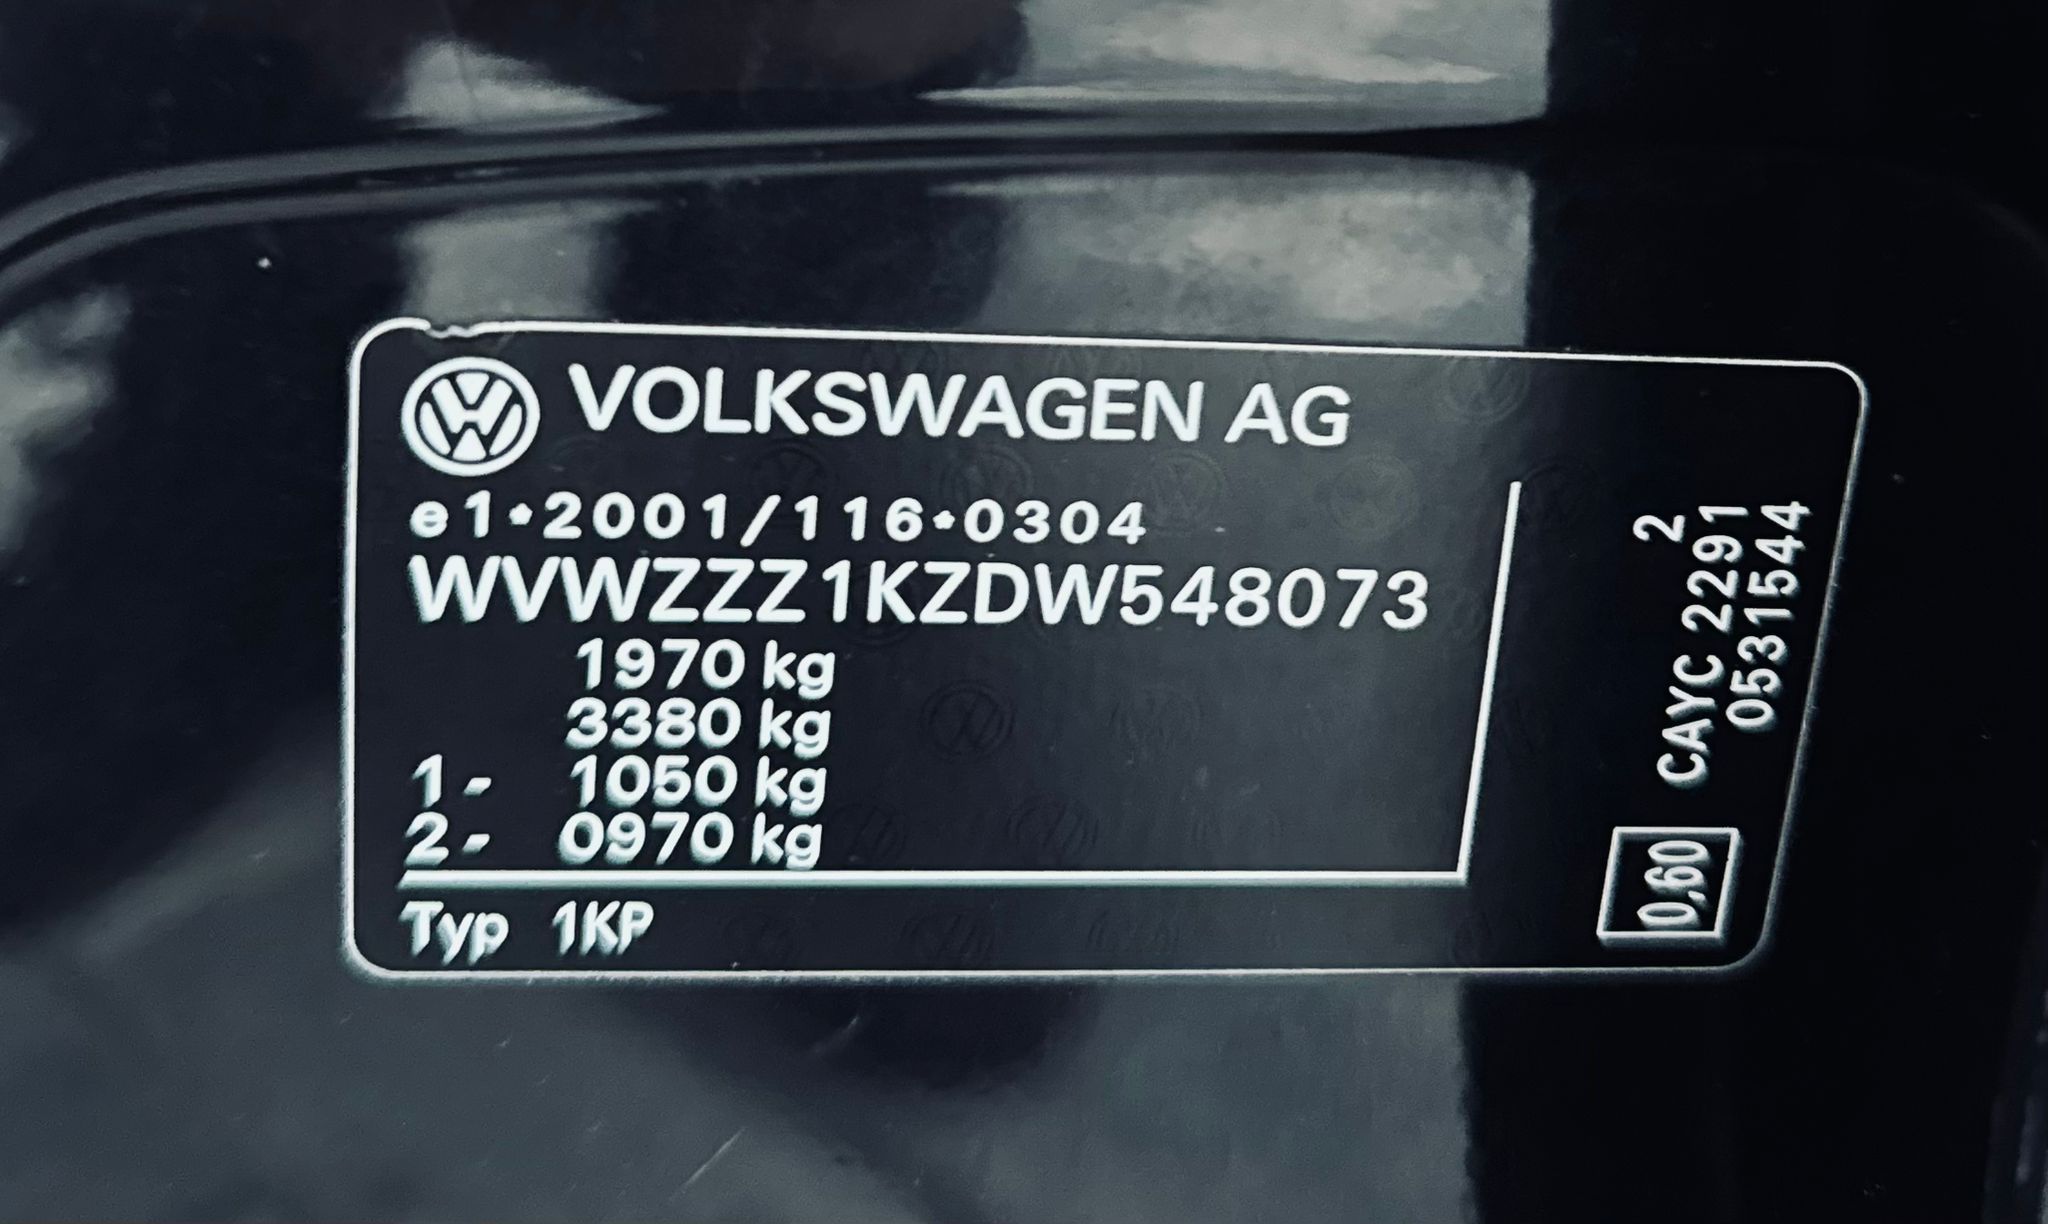 VOLKSWAGEN AG
e1*2001/116*0304
WVWZZZ1KZDW548073
1970 kg
3380 kg
1- 1050 kg
2- 0970 kg
Typ 1KP
2
CAYC 2291
0531544
0,60